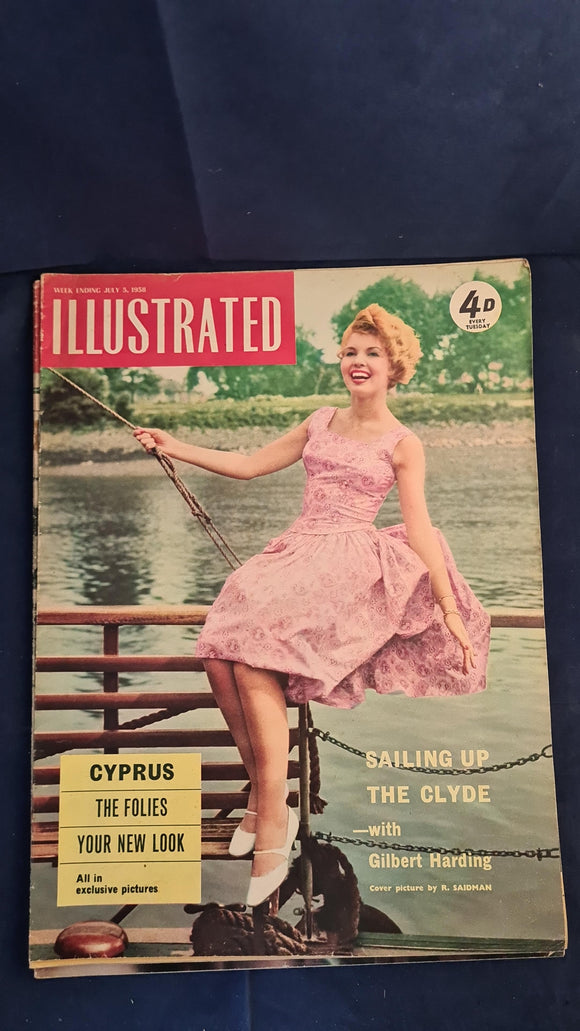 WEEK ENDING JULY 5, 1958
ILLUSTRATED
4D
EVERY
TUESDAY
CYPRUS
THE FOLIES
YOUR NEW LOOK
All in
exclusive pictures
SAILING UP
THE CLYDE
—with
Gilbert Harding
Cover picture by R. SAIDMAN